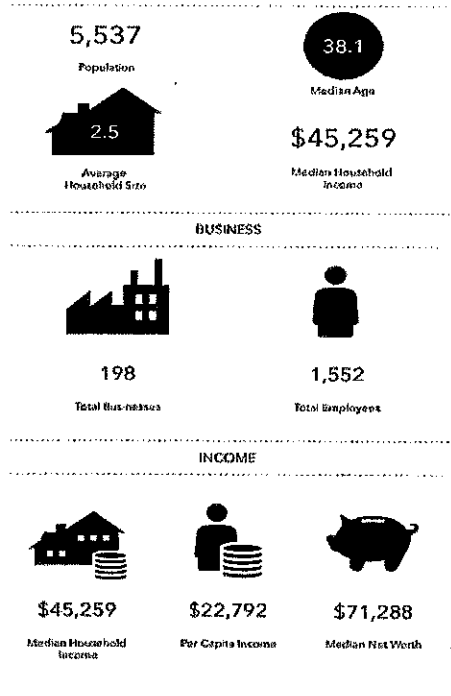 5,537
Population
38.1
Median Age
2.5
Average
Household Size
$45,259
Median Household
Income
BUSINESS
198
Total Businesses
1,552
Total Employees
INCOME
$45,259
Median Household
Income
$22,792
Per Capita Income
$71,288
Median Net Worth